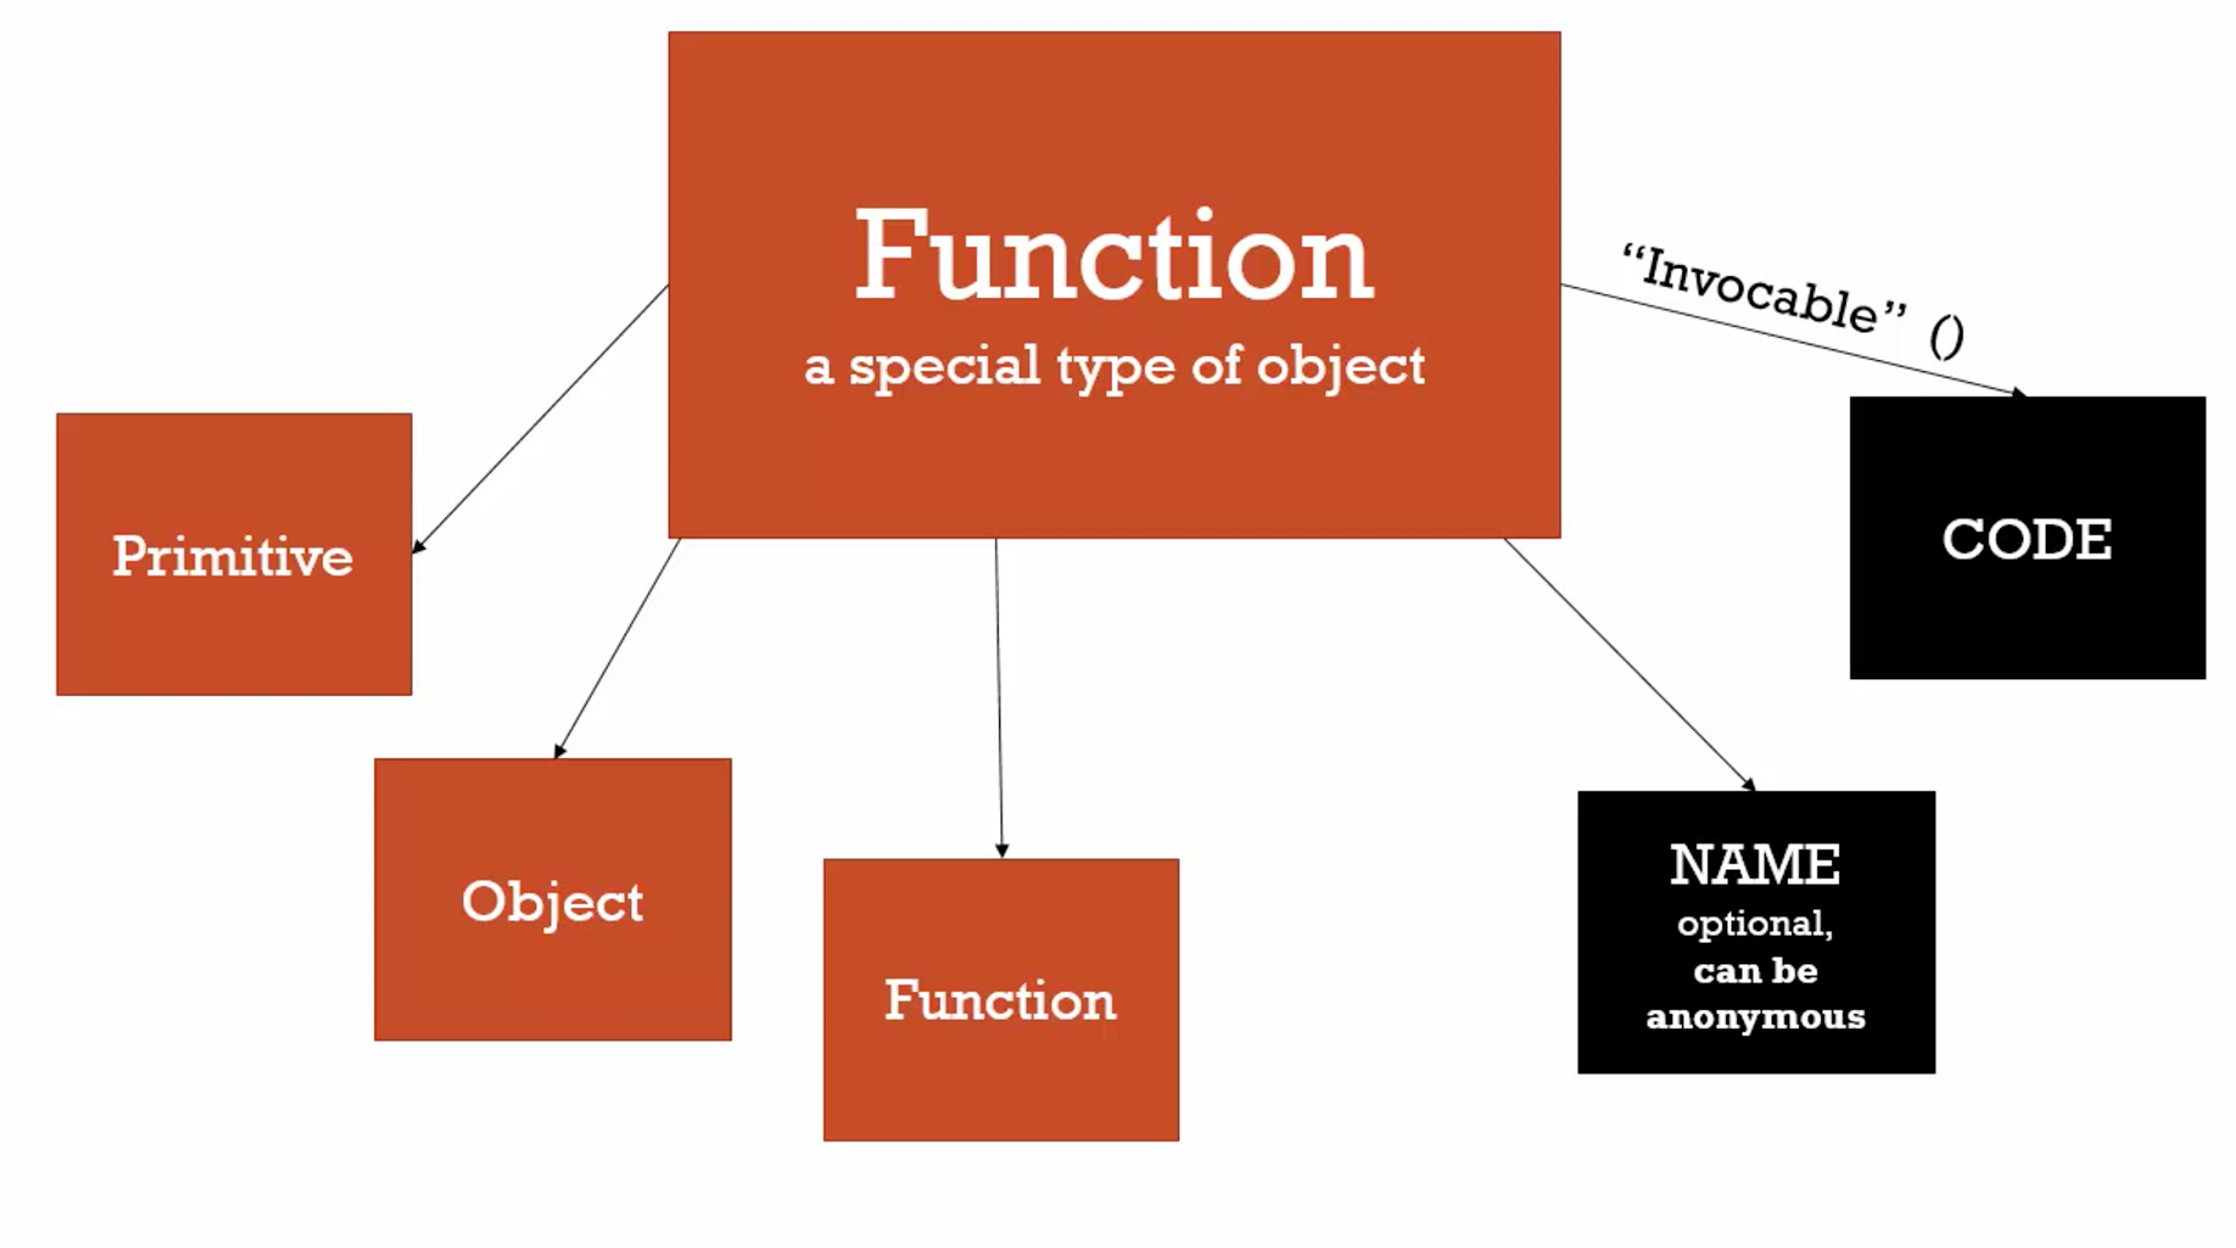 Function
a special type of object
“Invocable” ()
Primitive
CODE
Object
Function
NAME
optional,
can be
anonymous